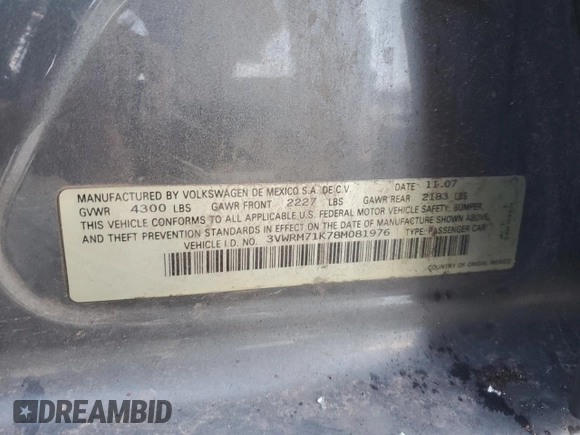 MANUFACTURED BY VOLKSWAGEN DE MEXICO S.A. DE C.V. DATE 11.07
GVWR 4300 LBS GAWR FRONT 2227 LBS GAWR REAR 2183 LBS
THIS VEHICLE CONFORMS TO ALL APPLICABLE U.S. FEDERAL MOTOR VEHICLE SAFETY, BUMPER,
AND THEFT PREVENTION STANDARDS IN EFFECT ON THE DATE OF MANUFACTURE SHOWN ABOVE.
VEHICLE I.D. NO. 3VWRM71K78M081976 TYPE: PASSENGER CAR
COUNTRY OF ORIGIN: MEXICO
DREAMBID